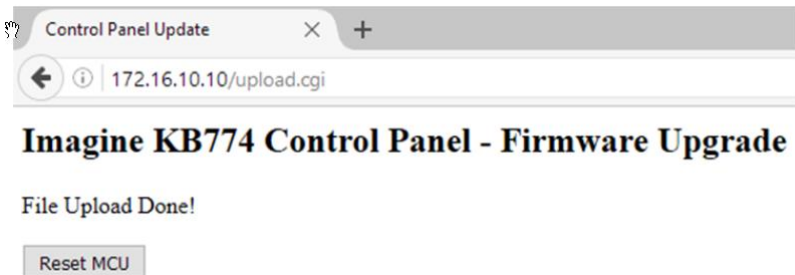 Control Panel Update
172.16.10.10/upload.cgi
Imagine KB774 Control Panel - Firmware Upgrade
File Upload Done!
Reset MCU